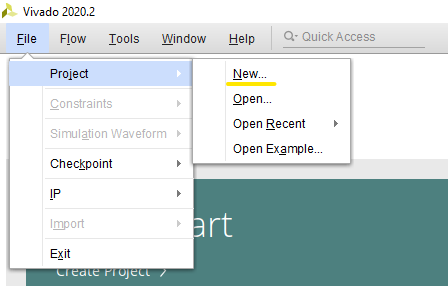 Vivado 2020.2
File Flow Tools Window Help Quick Access
Project
Constraints
Simulation Waveform
Checkpoint
IP
Import
Exit
New...
Open...
Open Recent
Open Example...
art
Create Project